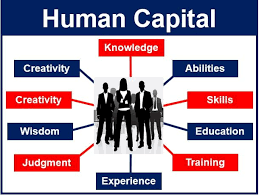 Human Capital
Knowledge
Creativity
Abilities
Creativity
Skills
Wisdom
Education
Judgment
Training
Experience